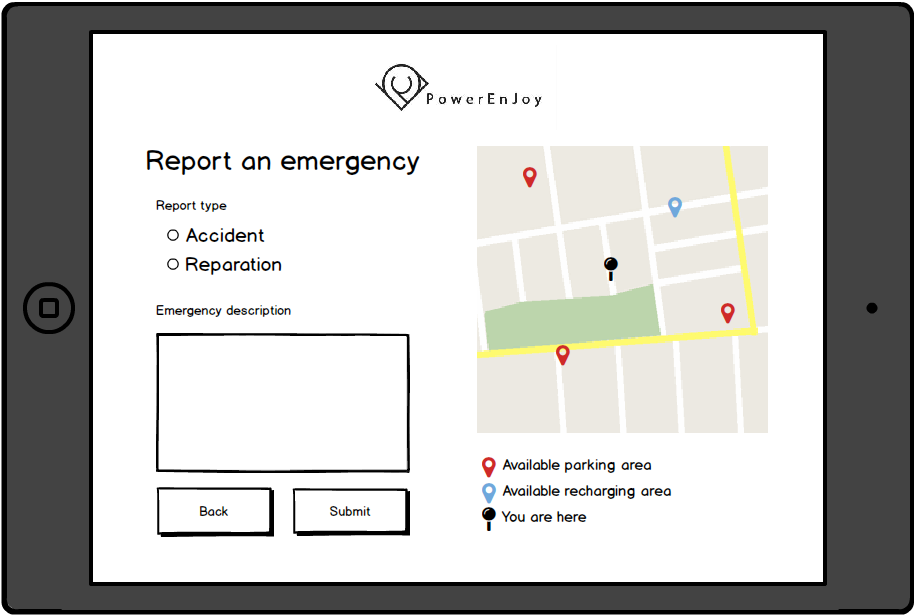 PowerEnJoy
Report an emergency
Report type
Accident
Reparation
Emergency description
Back
Submit
Available parking area
Available recharging area
You are here